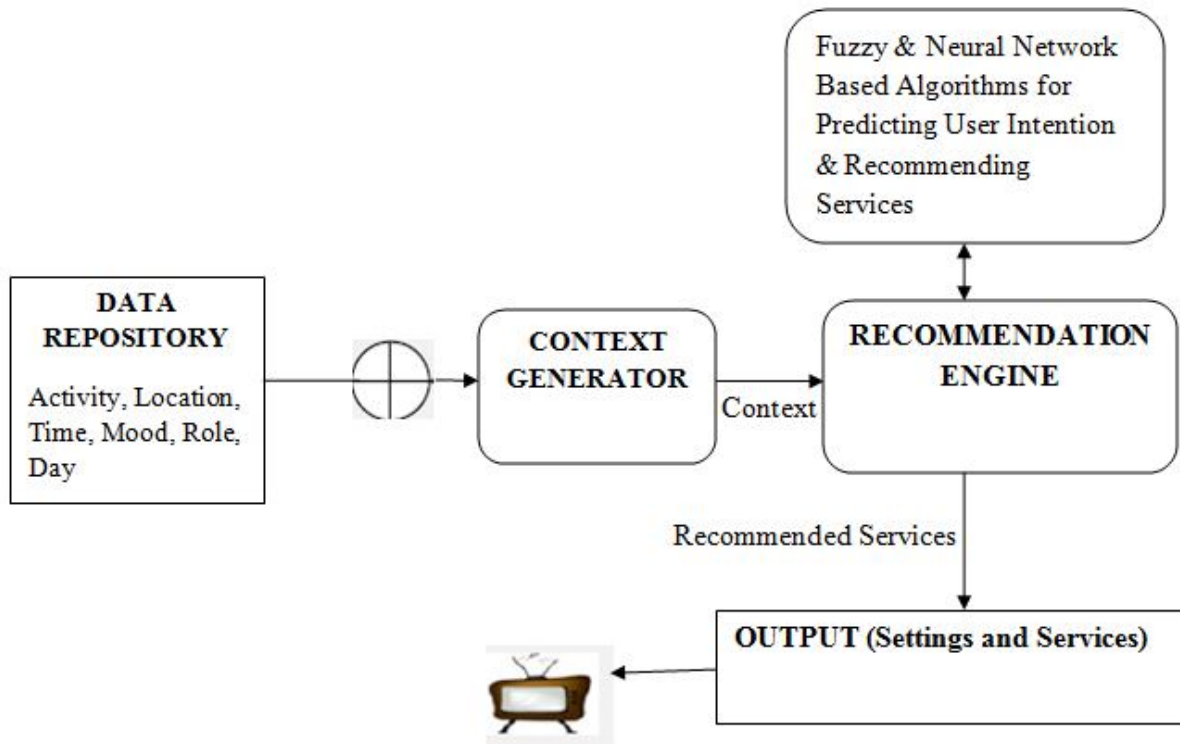 Fuzzy & Neural Network
Based Algorithms for
Predicting User Intention
& Recommending
Services
DATA
REPOSITORY
Activity, Location,
Time, Mood, Role,
Day
CONTEXT
GENERATOR
Context
RECOMMENDATION
ENGINE
Recommended Services
OUTPUT (Settings and Services)